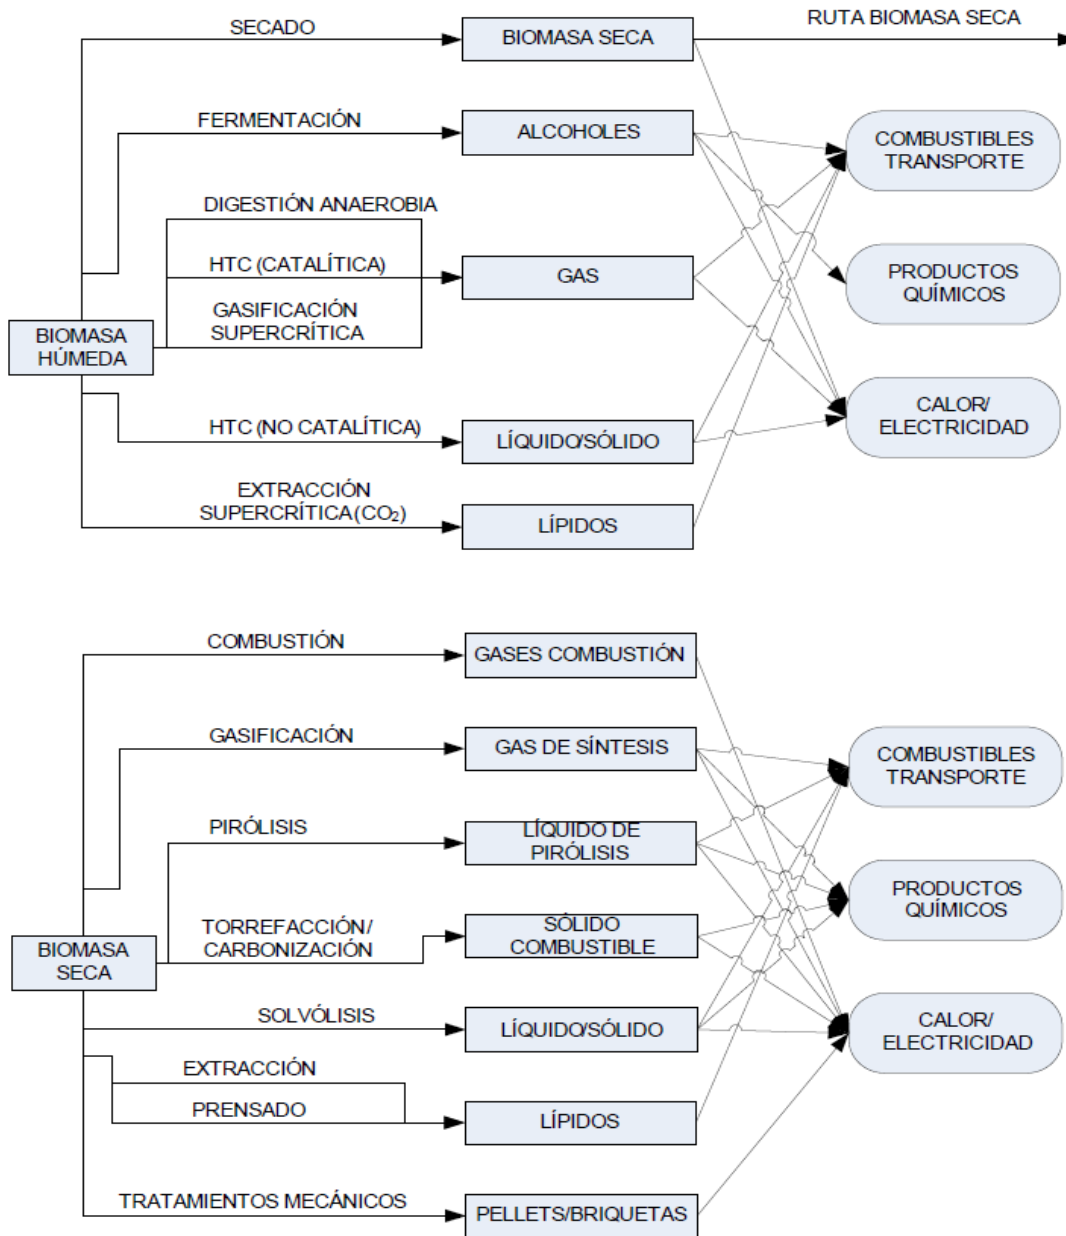 SECADO
BIOMASA SECA
RUTA BIOMASA SECA
FERMENTACIÓN
ALCOHOLES
COMBUSTIBLES
TRANSPORTE
DIGESTIÓN ANAEROBIA
HTC (CATALÍTICA)
GAS
PRODUCTOS
QUÍMICOS
GASIFICACIÓN
SUPERCRÍTICA
BIOMASA
HÚMEDA
CALOR/
ELECTRICIDAD
HTC (NO CATALÍTICA)
LÍQUIDO/SÓLIDO
EXTRACCIÓN
SUPERCRÍTICA (CO₂)
LÍPIDOS
COMBUSTIÓN
GASES COMBUSTIÓN
GASIFICACIÓN
GAS DE SÍNTESIS
COMBUSTIBLES
TRANSPORTE
PIRÓLISIS
LÍQUIDO DE
PIRÓLISIS
PRODUCTOS
QUÍMICOS
TORREFACCIÓN/
CARBONIZACIÓN
SÓLIDO
COMBUSTIBLE
BIOMASA
SECA
SOLVÓLISIS
LÍQUIDO/SÓLIDO
CALOR/
ELECTRICIDAD
EXTRACCIÓN
PRENSADO
LÍPIDOS
TRATAMIENTOS MECÁNICOS
PELLETS/BRIQUETAS